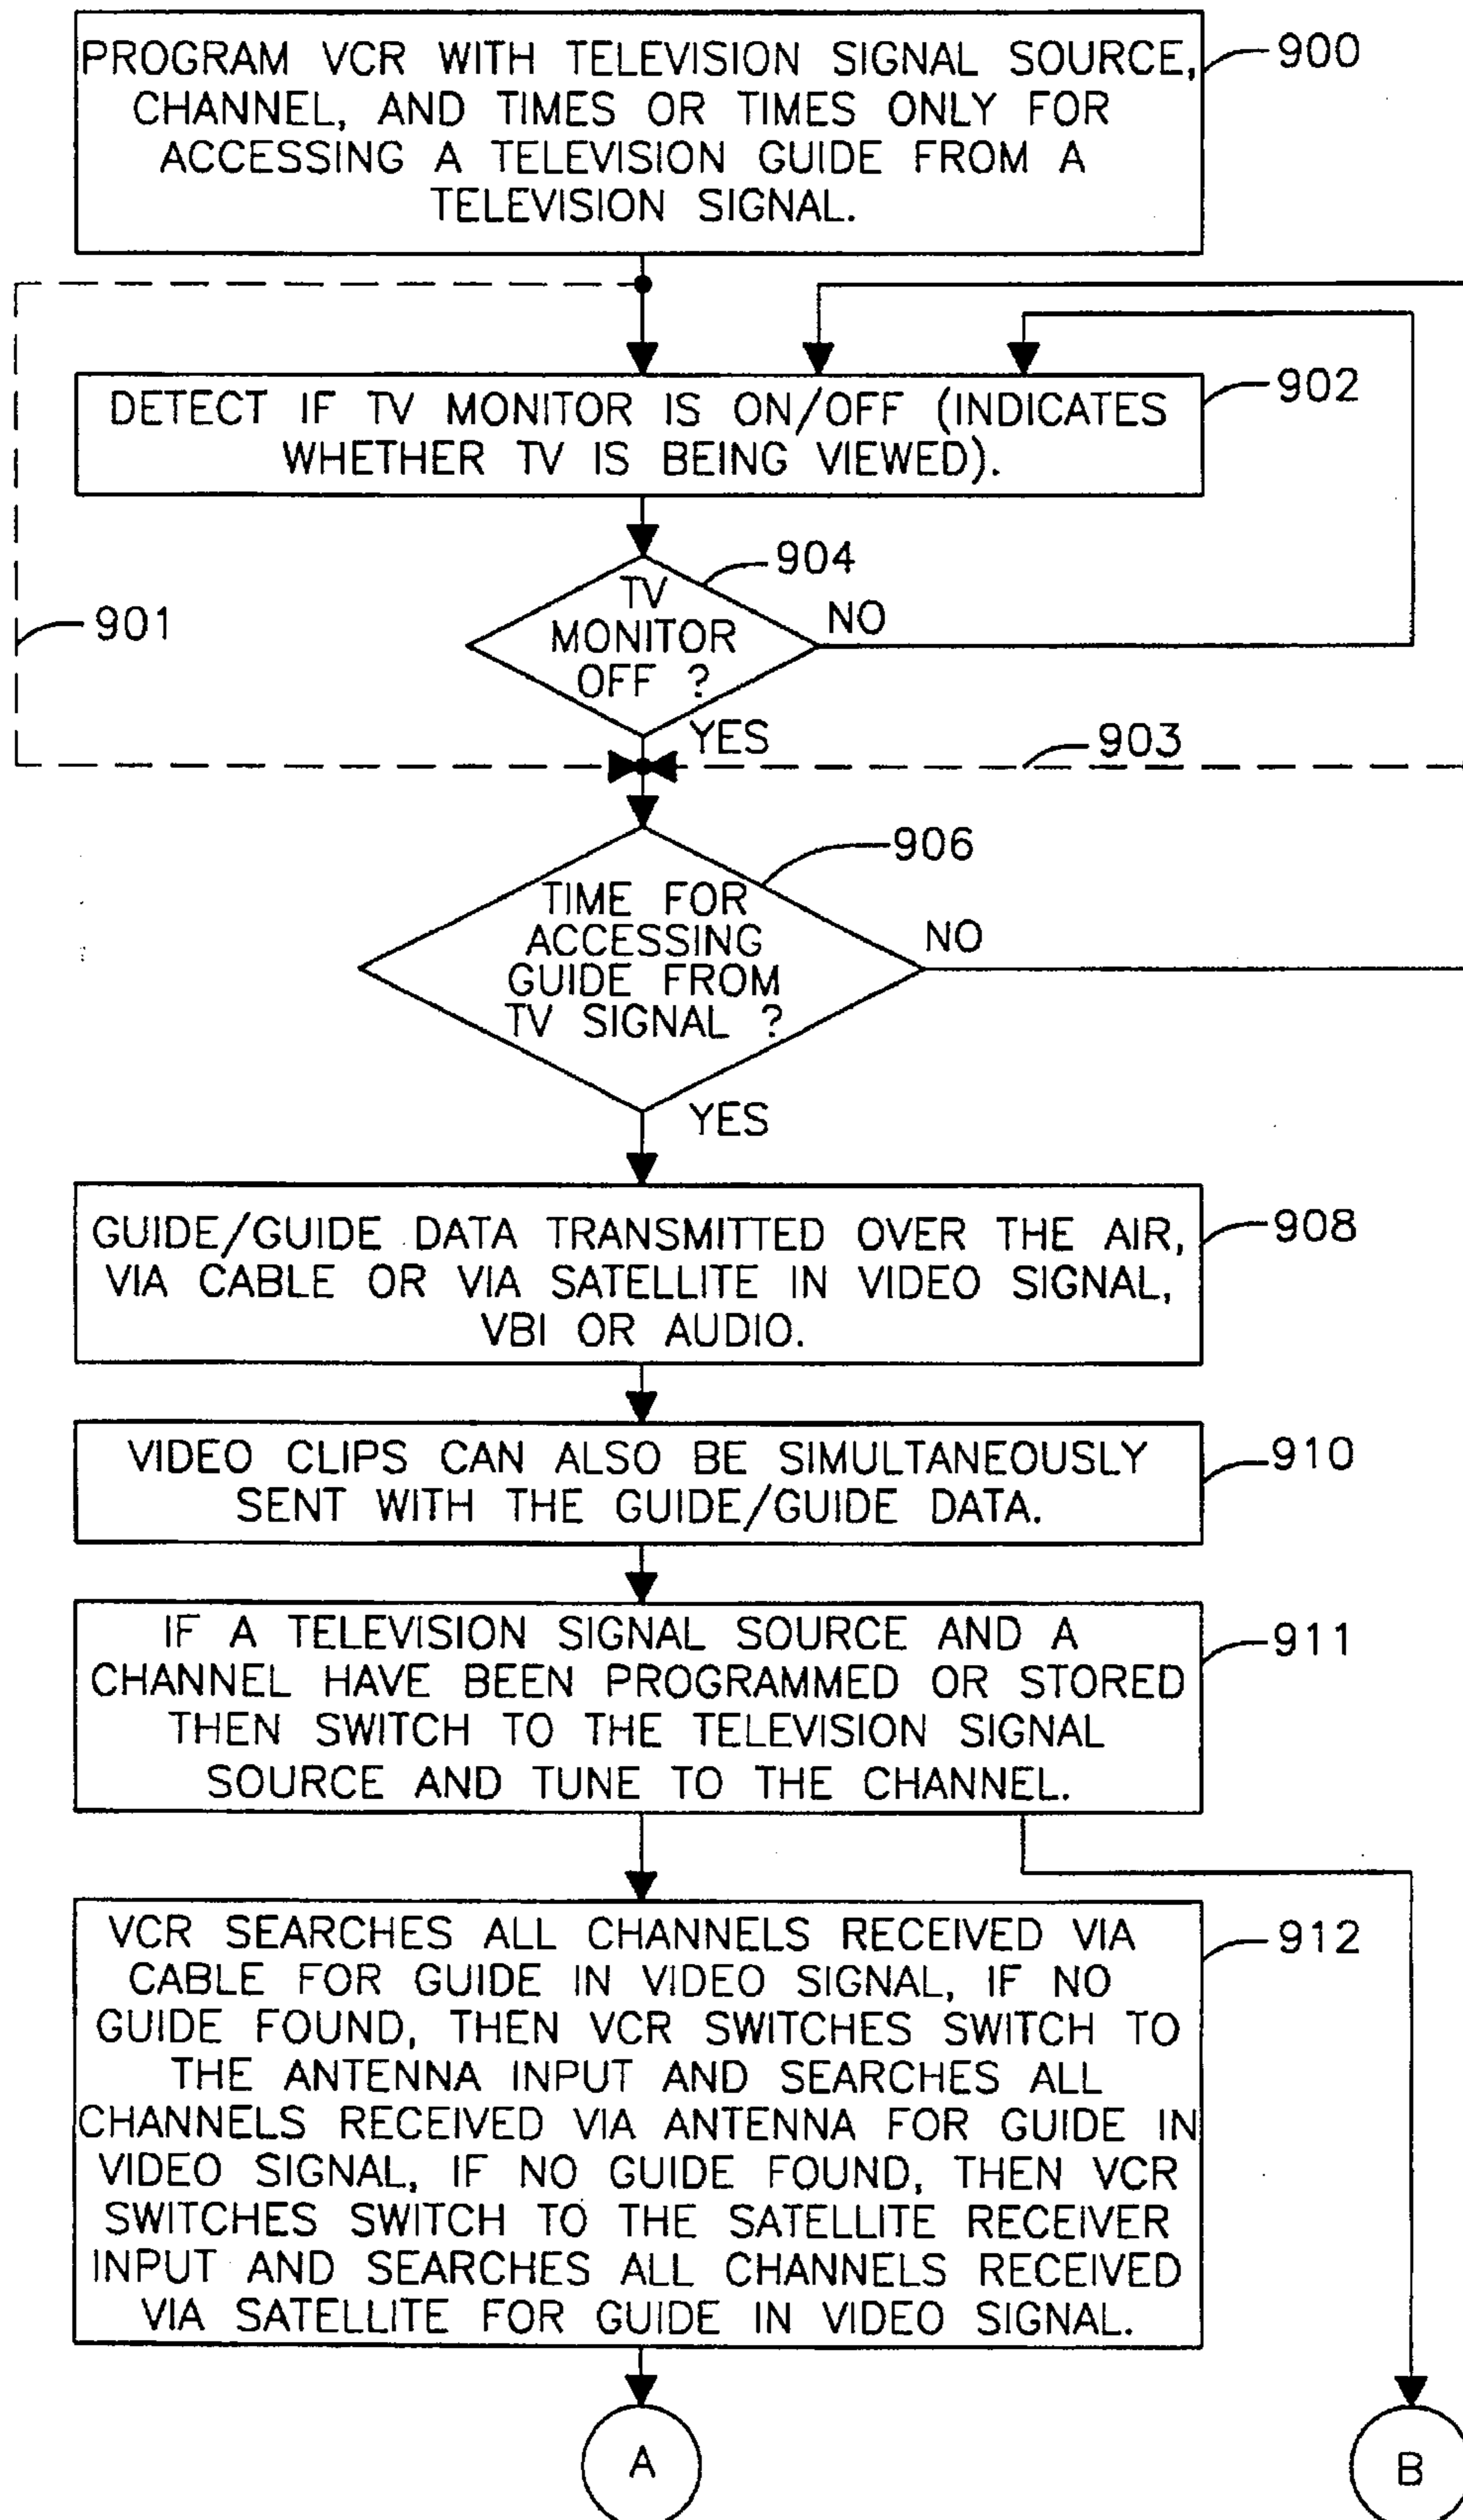 PROGRAM VCR WITH TELEVISION SIGNAL SOURCE,
CHANNEL, AND TIMES OR TIMES ONLY FOR
ACCESSING A TELEVISION GUIDE FROM A
TELEVISION SIGNAL.
900
DETECT IF TV MONITOR IS ON/OFF (INDICATES
WHETHER TV IS BEING VIEWED).
902
904
TV
MONITOR
OFF ?
NO
901
YES
903
906
TIME FOR
ACCESSING
GUIDE FROM
TV SIGNAL ?
NO
YES
GUIDE/GUIDE DATA TRANSMITTED OVER THE AIR,
VIA CABLE OR VIA SATELLITE IN VIDEO SIGNAL,
VBI OR AUDIO.
908
VIDEO CLIPS CAN ALSO BE SIMULTANEOUSLY
SENT WITH THE GUIDE/GUIDE DATA.
910
IF A TELEVISION SIGNAL SOURCE AND A
CHANNEL HAVE BEEN PROGRAMMED OR STORED
THEN SWITCH TO THE TELEVISION SIGNAL
SOURCE AND TUNE TO THE CHANNEL.
911
VCR SEARCHES ALL CHANNELS RECEIVED VIA
CABLE FOR GUIDE IN VIDEO SIGNAL, IF NO
GUIDE FOUND, THEN VCR SWITCHES SWITCH TO
THE ANTENNA INPUT AND SEARCHES ALL
CHANNELS RECEIVED VIA ANTENNA FOR GUIDE IN
VIDEO SIGNAL, IF NO GUIDE FOUND, THEN VCR
SWITCHES SWITCH TO THE SATELLITE RECEIVER
INPUT AND SEARCHES ALL CHANNELS RECEIVED
VIA SATELLITE FOR GUIDE IN VIDEO SIGNAL.
912
A
B